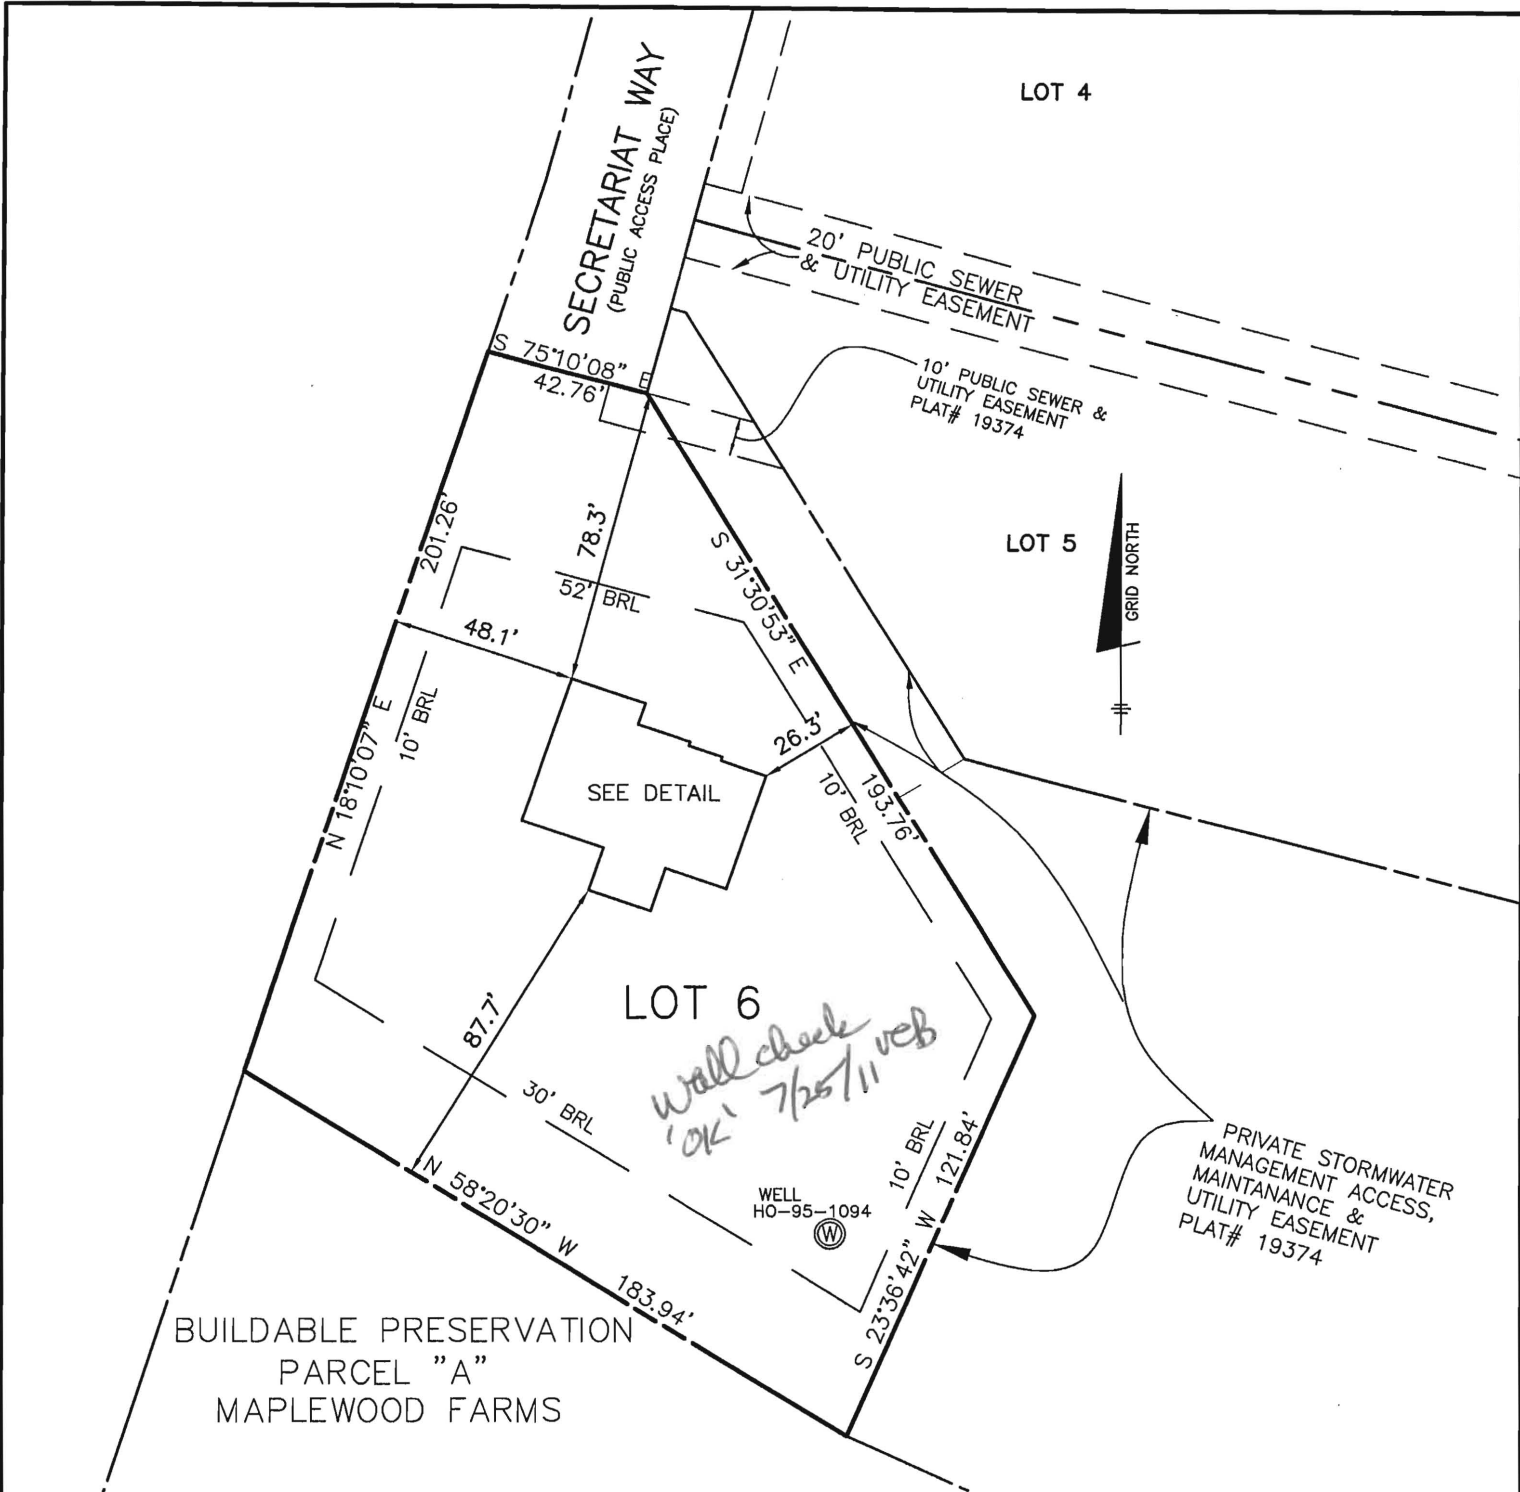 LOT 4
SECRETARIAT WAY
(PUBLIC ACCESS PLACE)
20' PUBLIC SEWER
& UTILITY EASEMENT
S 75°10'08" E
42.76'
10' PUBLIC SEWER &
UTILITY EASEMENT
PLAT# 19374
201.26'
78.3'
S 31°30'53" E
LOT 5
GRID NORTH
52' BRL
48.1'
N 18°10'07" E
10' BRL
26.3'
SEE DETAIL
10' BRL
193.76'
LOT 6
87.7'
Wall check
'OK' 7/25/11 VCB
30' BRL
10' BRL
121.84'
WELL
HO-95-1094
W
S 23°36'42" W
N 58°20'30" W
183.94'
PRIVATE STORMWATER
MANAGEMENT ACCESS,
MAINTANANCE &
UTILITY EASEMENT
PLAT# 19374
BUILDABLE PRESERVATION
PARCEL "A"
MAPLEWOOD FARMS